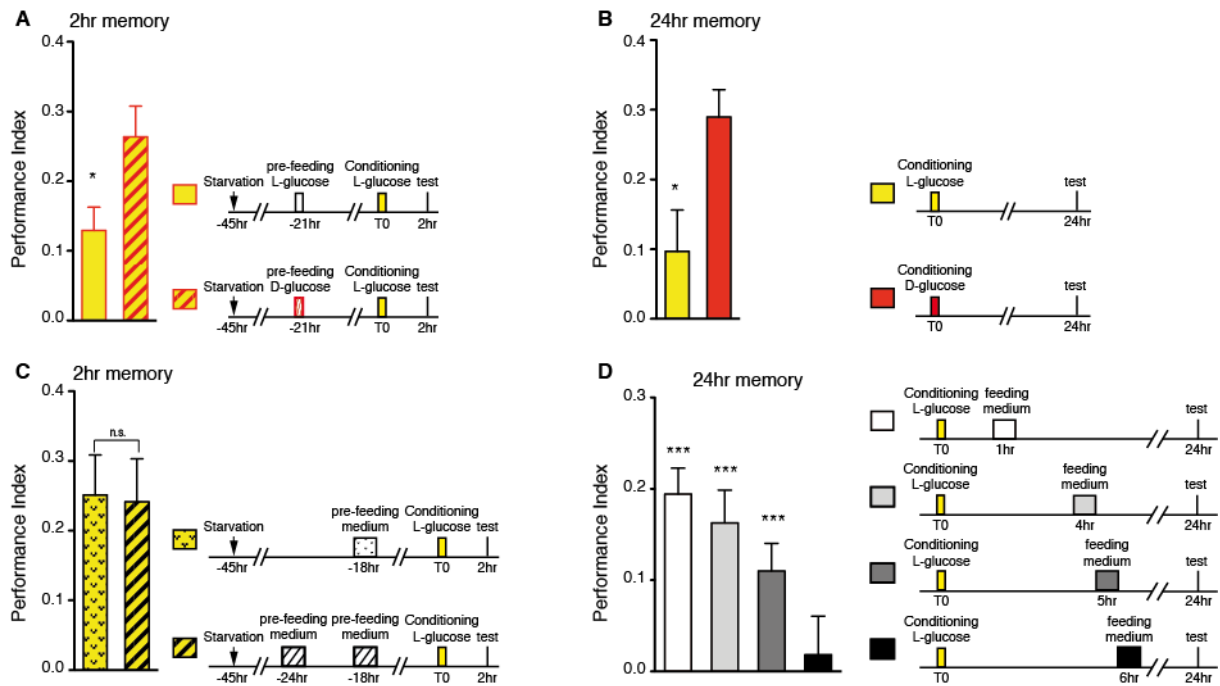 A
2hr memory
0.4
0.3
0.2
0.1
0.0
Performance Index
*
Starvation
pre-feeding
L-glucose
Conditioning
L-glucose
test
-45hr
-21hr
T0
2hr
Starvation
pre-feeding
D-glucose
Conditioning
L-glucose
test
-45hr
-21hr
T0
2hr
B
24hr memory
0.4
0.3
0.2
0.1
0.0
Performance Index
*
Conditioning
L-glucose
test
T0
24hr
Conditioning
D-glucose
test
T0
24hr
C
2hr memory
0.4
0.3
0.2
0.1
0.0
Performance Index
n.s.
Starvation
pre-feeding
medium
Conditioning
L-glucose
test
-45hr
-18hr
T0
2hr
Starvation
pre-feeding
medium
pre-feeding
medium
Conditioning
L-glucose
test
-45hr
-24hr
-18hr
T0
2hr
D
24hr memory
0.3
0.2
0.1
0.0
Performance Index
***
***
***
Conditioning
L-glucose
feeding
medium
test
T0
1hr
24hr
Conditioning
L-glucose
feeding
medium
test
T0
4hr
24hr
Conditioning
L-glucose
feeding
medium
test
T0
5hr
24hr
Conditioning
L-glucose
feeding
medium
test
T0
6hr
24hr